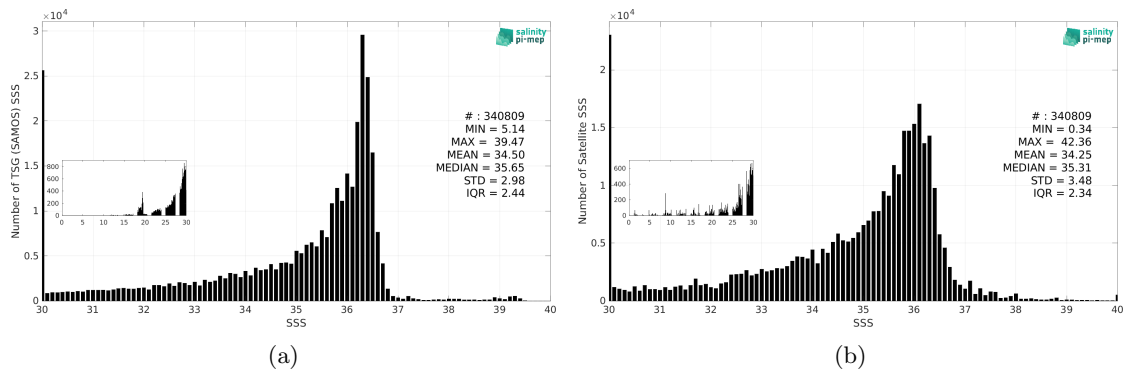 ×10⁴
salinity
pi-mep
Number of TSG (SAMOS) SSS
3
2.5
2
1.5
1
0.5
0
# : 340809
MIN = 5.14
MAX = 39.47
MEAN = 34.50
MEDIAN = 35.65
STD = 2.98
IQR = 2.44
800
600
400
200
0
0 5 10 15 20 25 30
30 31 32 33 34 35 36 37 38 39 40
SSS
(a)
×10⁴
salinity
pi-mep
Number of Satellite SSS
2
1.5
1
0.5
0
# : 340809
MIN = 0.34
MAX = 42.36
MEAN = 34.25
MEDIAN = 35.31
STD = 3.48
IQR = 2.34
600
400
200
0
0 5 10 15 20 25 30
30 31 32 33 34 35 36 37 38 39 40
SSS
(b)